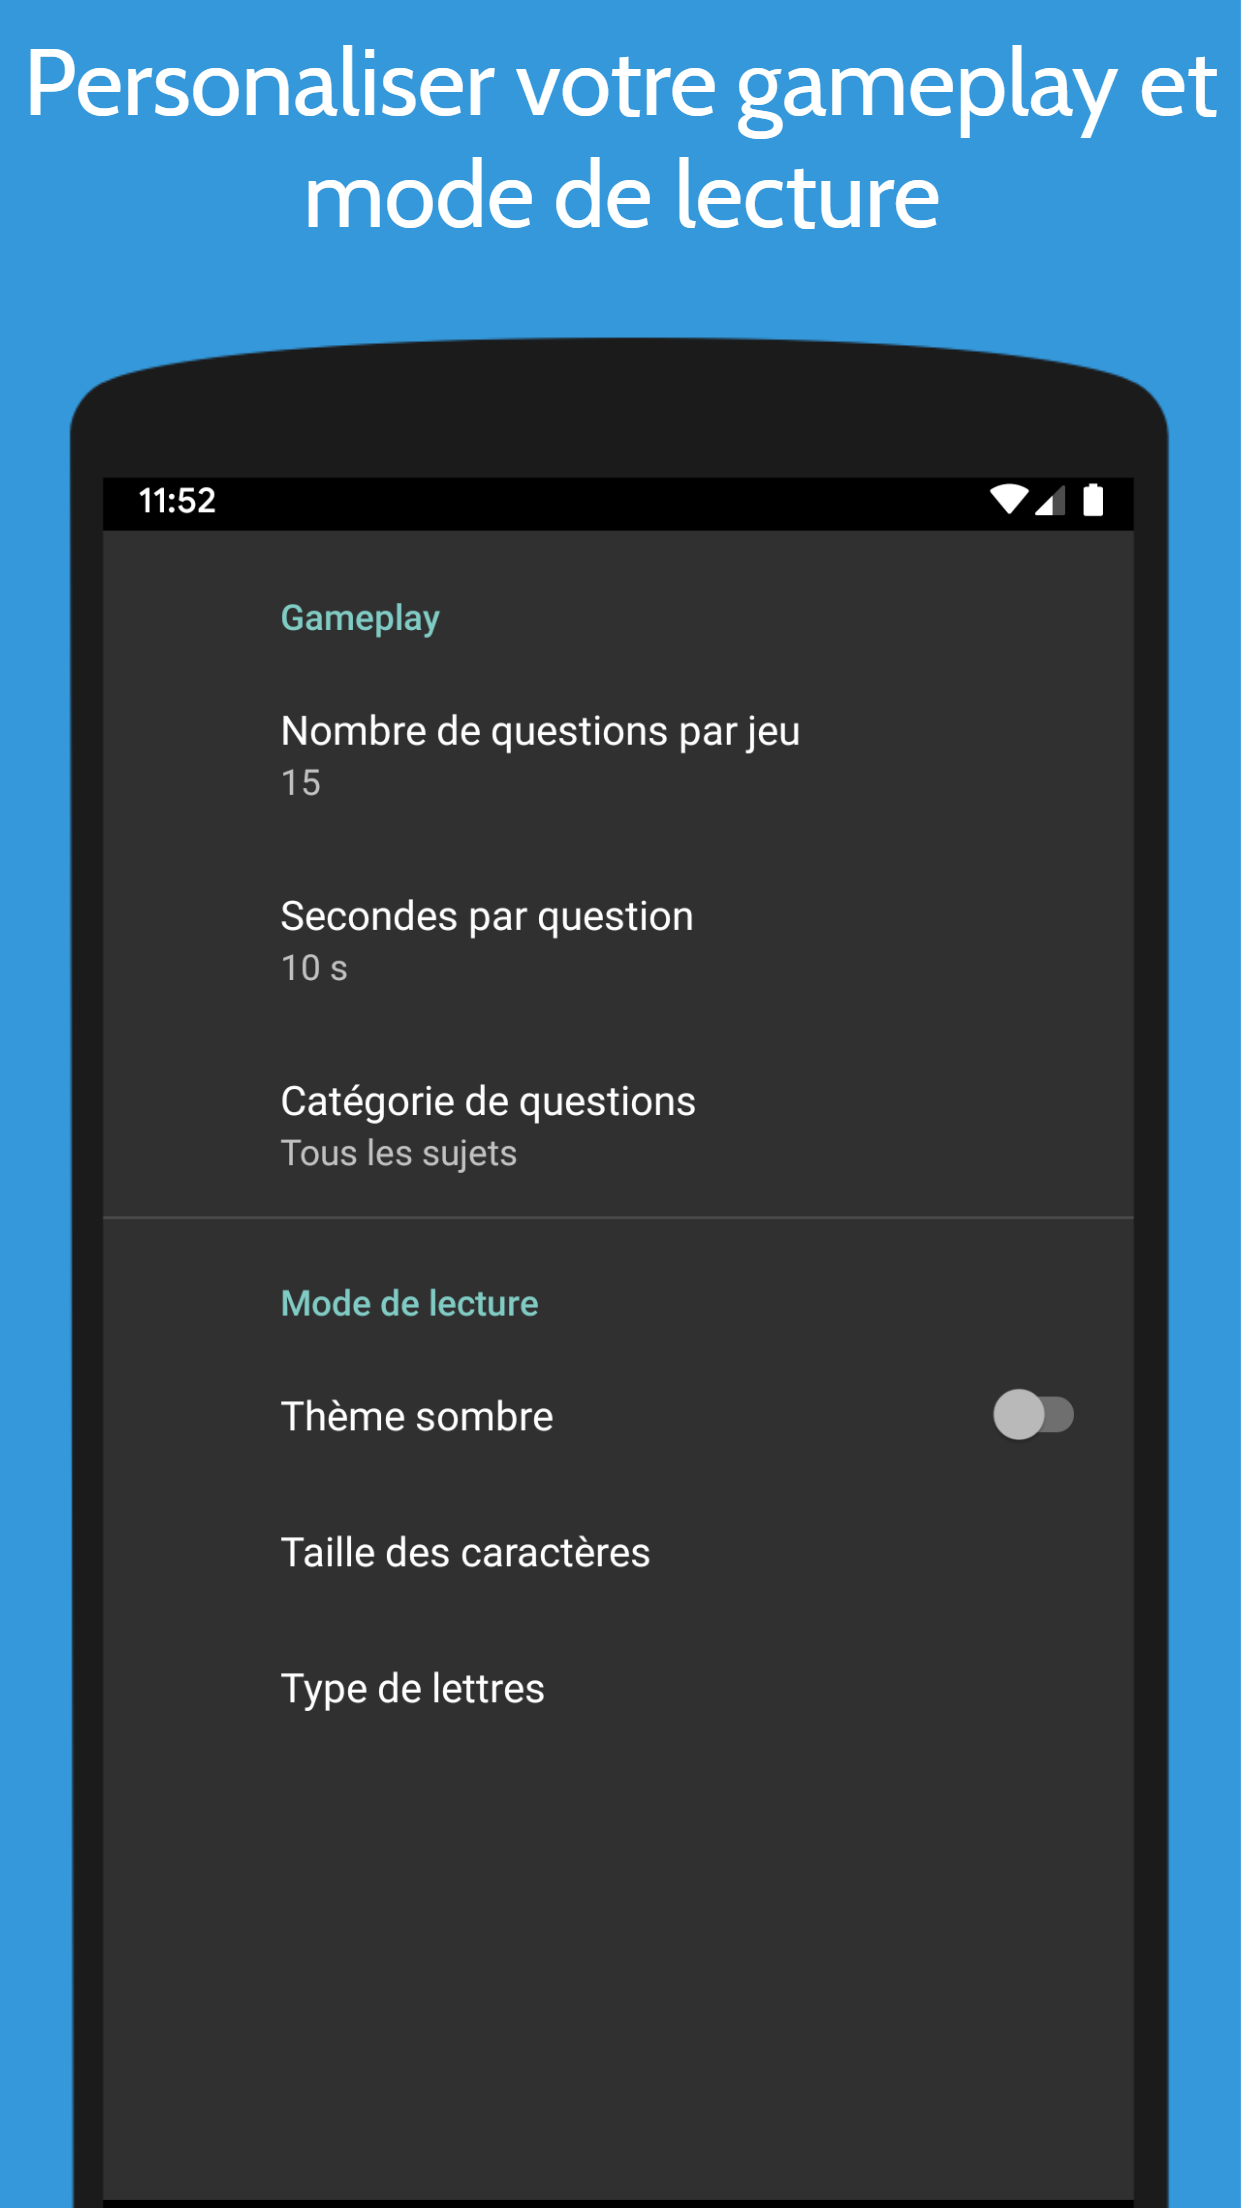 Personaliser votre gameplay et
mode de lecture
11:52
Gameplay
Nombre de questions par jeu
15
Secondes par question
10 s
Catégorie de questions
Tous les sujets
Mode de lecture
Thème sombre
Taille des caractères
Type de lettres